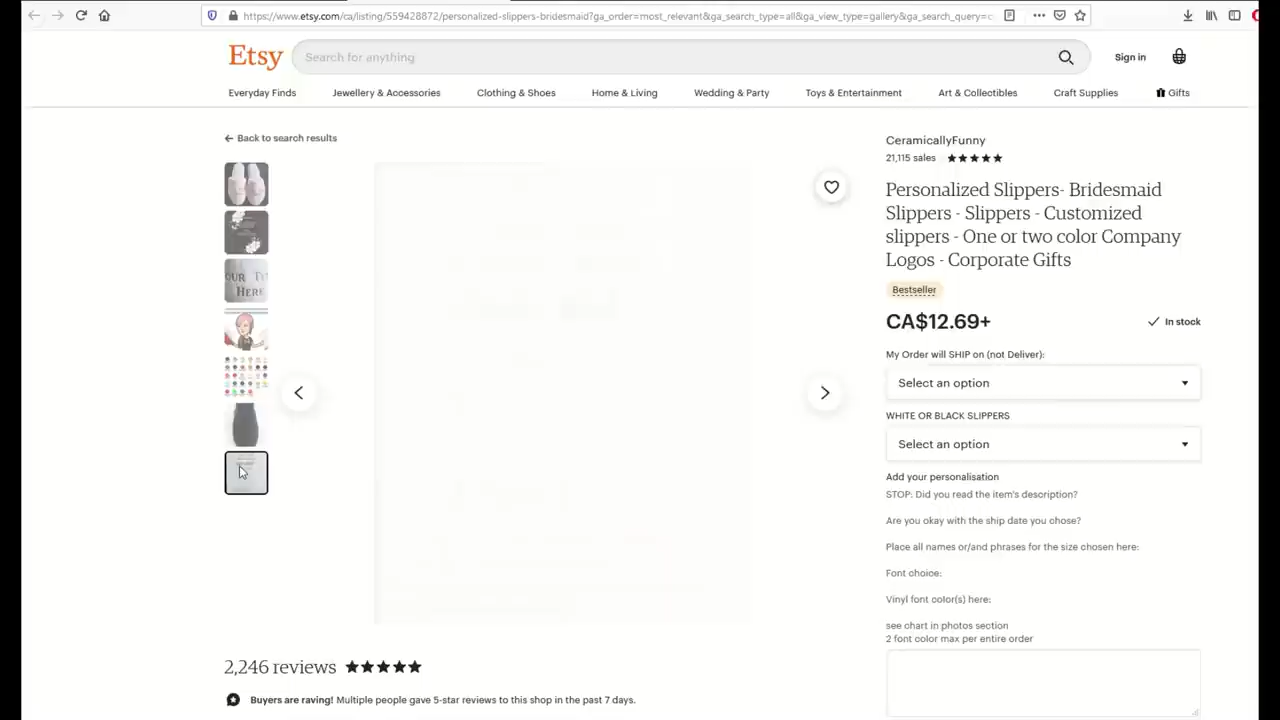 https://www.etsy.com/ca/listing/559428872/personalized-slippers-bridesmaid?ga_order=most_relevant&ga_search_type=all&ga_view_type=gallery&ga_search_query=c
Etsy
Search for anything
Sign in
Everyday Finds
Jewellery & Accessories
Clothing & Shoes
Home & Living
Wedding & Party
Toys & Entertainment
Art & Collectibles
Craft Supplies
Gifts
Back to search results
OUR
HERE
2,246 reviews
Buyers are raving! Multiple people gave 5-star reviews to this shop in the past 7 days.
CeramicallyFunny
21,115 sales
Personalized Slippers- Bridesmaid
Slippers - Slippers - Customized
slippers - One or two color Company
Logos - Corporate Gifts
Bestseller
CA$12.69+
In stock
My Order will SHIP on (not Deliver):
Select an option
WHITE OR BLACK SLIPPERS
Select an option
Add your personalisation
STOP: Did you read the item's description?
Are you okay with the ship date you chose?
Place all names or/and phrases for the size chosen here:
Font choice:
Vinyl font color(s) here:
see chart in photos section
2 font color max per entire order